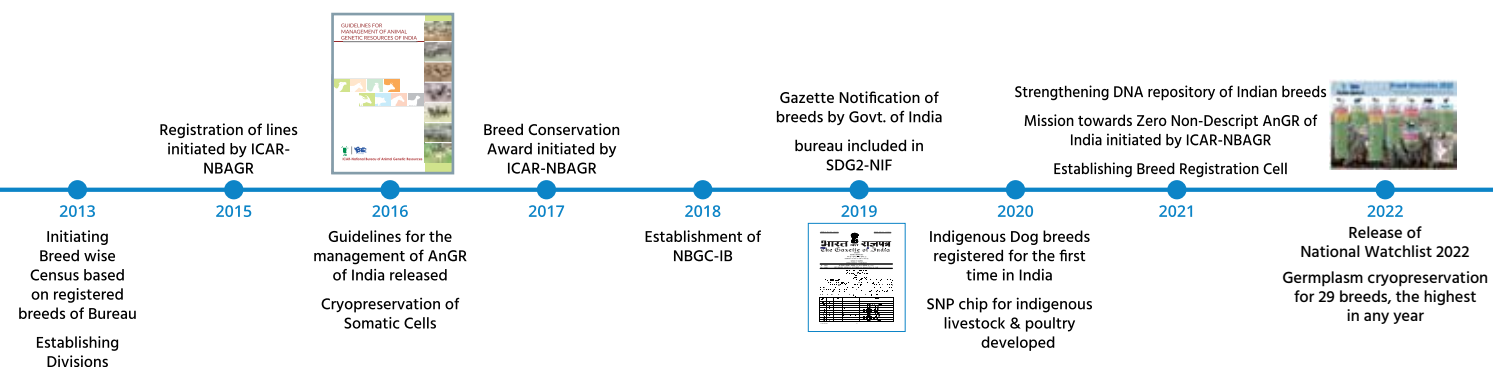 GUIDELINES FOR
MANAGEMENT OF ANIMAL
GENETIC RESOURCES OF INDIA
ICAR-National Bureau of Animal Genetic Resources
Registration of lines
initiated by ICAR-
NBAGR
Breed Conservation
Award initiated by
ICAR-NBAGR
Gazette Notification of
breeds by Govt. of India
bureau included in
SDG2-NIF
Strengthening DNA repository of Indian breeds
Mission towards Zero Non-Descript AnGR of
India initiated by ICAR-NBAGR
Establishing Breed Registration Cell
2013
2015
2016
2017
2018
2019
2020
2021
2022
Initiating
Breed wise
Census based
on registered
breeds of Bureau
Establishing
Divisions
Guidelines for the
management of AnGR
of India released
Cryopreservation of
Somatic Cells
Establishment of
NBGC-IB
भारत का राजपत्र
The Gazette of India
Indigenous Dog breeds
registered for the first
time in India
SNP chip for indigenous
livestock & poultry
developed
Release of
National Watchlist 2022
Germplasm cryopreservation
for 29 breeds, the highest
in any year